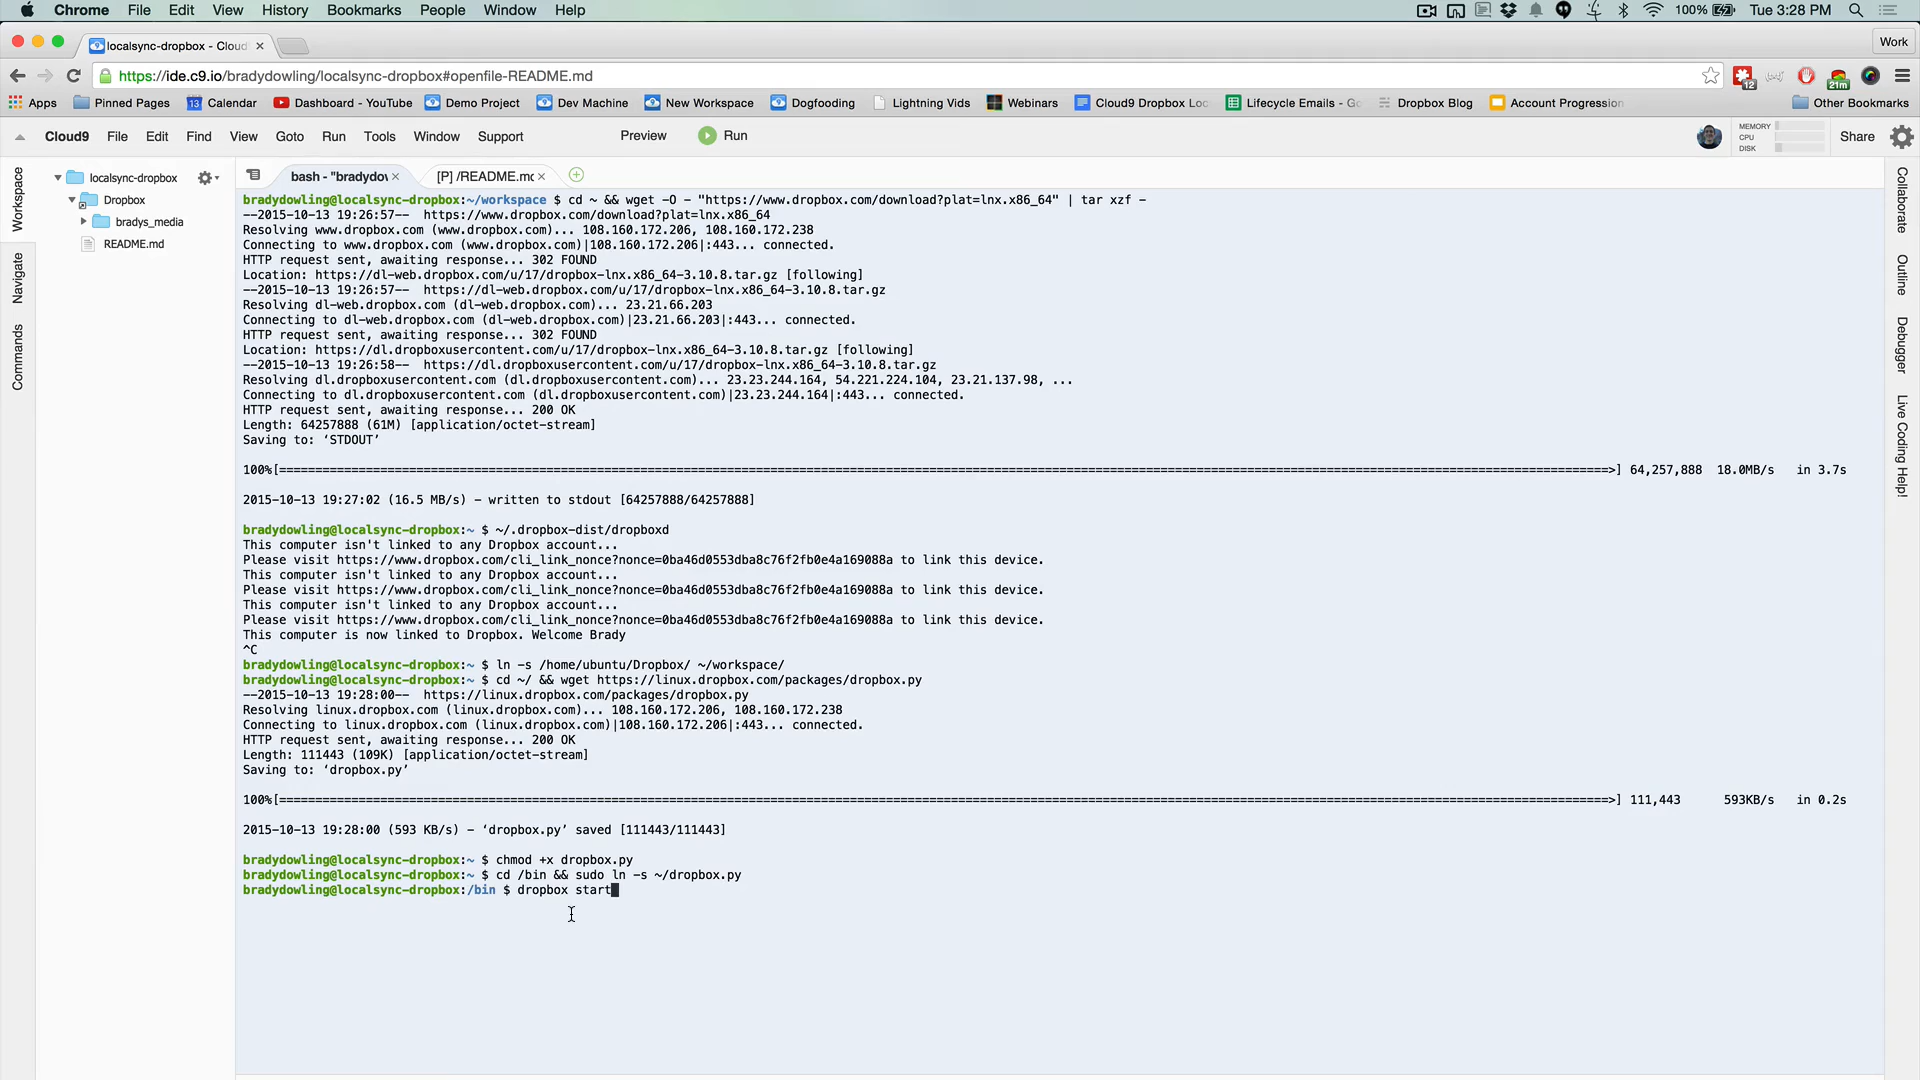 Chrome File Edit View History Bookmarks People Window Help 100% Tue 3:28 PM
localsync-dropbox - Cloud Work
https://ide.c9.io/bradydowling/localsync-dropbox#openfile-README.md 12 21m
Apps Pinned Pages 13 Calendar Dashboard - YouTube Demo Project Dev Machine New Workspace Dogfooding Lightning Vids Webinars Cloud9 Dropbox Loc Lifecycle Emails - Go Dropbox Blog Account Progression Other Bookmarks
Cloud9 File Edit Find View Goto Run Tools Window Support Preview Run MEMORY CPU DISK Share
Workspace
Navigate
Commands
localsync-dropbox
Dropbox
bradys_media
README.md
bash - "bradydow [P] /README.mc
bradydowling@localsync-dropbox:~/workspace $ cd ~ && wget -O - "https://www.dropbox.com/download?plat=lnx.x86_64" | tar xzf -
--2015-10-13 19:26:57-- https://www.dropbox.com/download?plat=lnx.x86_64
Resolving www.dropbox.com (www.dropbox.com)... 108.160.172.206, 108.160.172.238
Connecting to www.dropbox.com (www.dropbox.com)|108.160.172.206|:443... connected.
HTTP request sent, awaiting response... 302 FOUND
Location: https://dl-web.dropbox.com/u/17/dropbox-lnx.x86_64-3.10.8.tar.gz [following]
--2015-10-13 19:26:57-- https://dl-web.dropbox.com/u/17/dropbox-lnx.x86_64-3.10.8.tar.gz
Resolving dl-web.dropbox.com (dl-web.dropbox.com)... 23.21.66.203
Connecting to dl-web.dropbox.com (dl-web.dropbox.com)|23.21.66.203|:443... connected.
HTTP request sent, awaiting response... 302 FOUND
Location: https://dl.dropboxusercontent.com/u/17/dropbox-lnx.x86_64-3.10.8.tar.gz [following]
--2015-10-13 19:26:58-- https://dl.dropboxusercontent.com/u/17/dropbox-lnx.x86_64-3.10.8.tar.gz
Resolving dl.dropboxusercontent.com (dl.dropboxusercontent.com)... 23.23.244.164, 54.221.224.104, 23.21.137.98, ...
Connecting to dl.dropboxusercontent.com (dl.dropboxusercontent.com)|23.23.244.164|:443... connected.
HTTP request sent, awaiting response... 200 OK
Length: 64257888 (61M) [application/octet-stream]
Saving to: ‘STDOUT’
100%[======================================>] 64,257,888 18.0MB/s in 3.7s
2015-10-13 19:27:02 (16.5 MB/s) - written to stdout [64257888/64257888]
bradydowling@localsync-dropbox:~ $ ~/.dropbox-dist/dropboxd
This computer isn't linked to any Dropbox account...
Please visit https://www.dropbox.com/cli_link_nonce?nonce=0ba46d0553dba8c76f2fb0e4a169088a to link this device.
This computer isn't linked to any Dropbox account...
Please visit https://www.dropbox.com/cli_link_nonce?nonce=0ba46d0553dba8c76f2fb0e4a169088a to link this device.
This computer isn't linked to any Dropbox account...
Please visit https://www.dropbox.com/cli_link_nonce?nonce=0ba46d0553dba8c76f2fb0e4a169088a to link this device.
This computer is now linked to Dropbox. Welcome Brady
^C
bradydowling@localsync-dropbox:~ $ ln -s /home/ubuntu/Dropbox/ ~/workspace/
bradydowling@localsync-dropbox:~ $ cd ~/ && wget https://linux.dropbox.com/packages/dropbox.py
--2015-10-13 19:28:00-- https://linux.dropbox.com/packages/dropbox.py
Resolving linux.dropbox.com (linux.dropbox.com)... 108.160.172.206, 108.160.172.238
Connecting to linux.dropbox.com (linux.dropbox.com)|108.160.172.206|:443... connected.
HTTP request sent, awaiting response... 200 OK
Length: 111443 (109K) [application/octet-stream]
Saving to: ‘dropbox.py’
100%[======================================>] 111,443 593KB/s in 0.2s
2015-10-13 19:28:00 (593 KB/s) - ‘dropbox.py’ saved [111443/111443]
bradydowling@localsync-dropbox:~ $ chmod +x dropbox.py
bradydowling@localsync-dropbox:~ $ cd /bin && sudo ln -s ~/dropbox.py
bradydowling@localsync-dropbox:/bin $ dropbox start
Collaborate
Outline
Debugger
Live Coding Help!